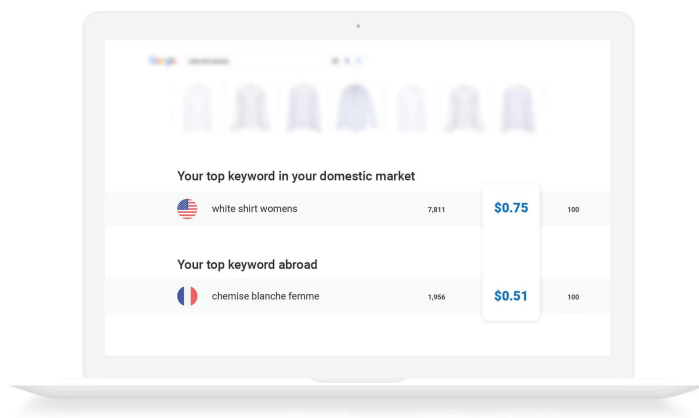 Your top keyword in your domestic market
white shirt womens 7,811 $0.75 100
Your top keyword abroad
chemise blanche femme 1,956 $0.51 100